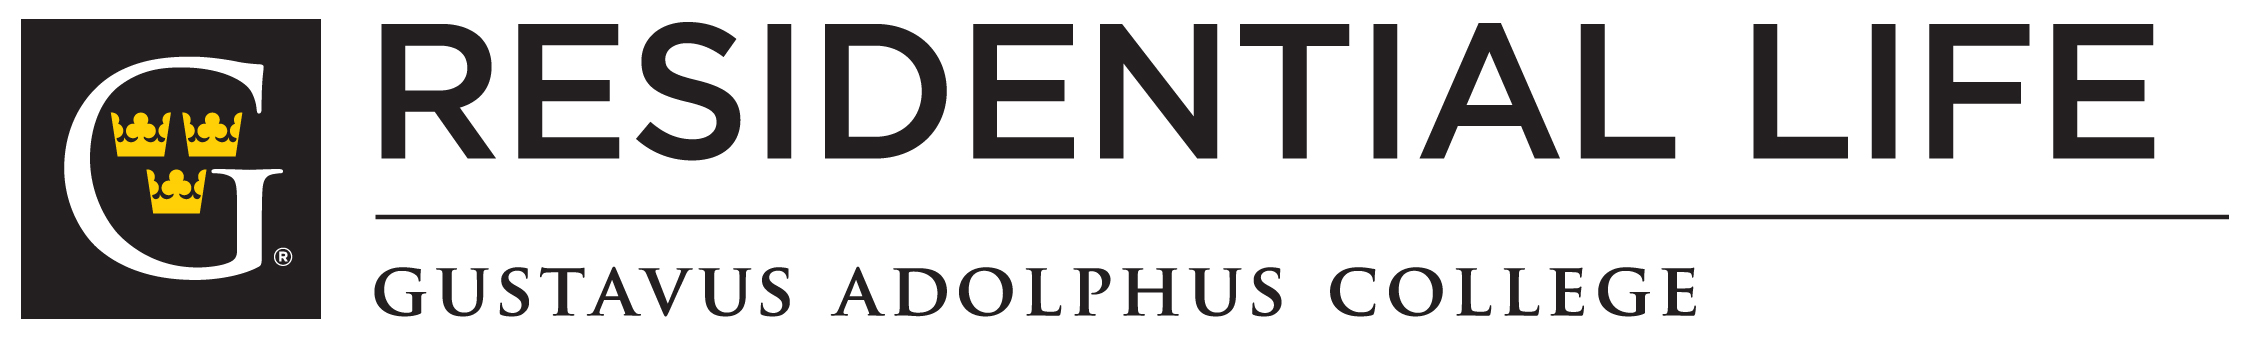 G®
RESIDENTIAL LIFE
GUSTAVUS ADOLPHUS COLLEGE